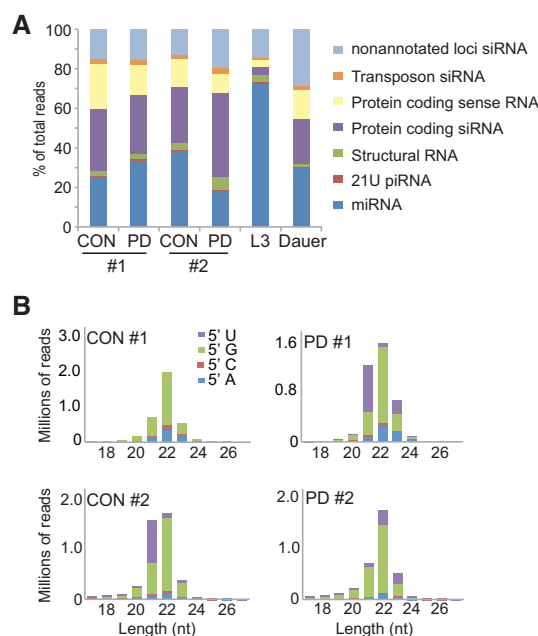 A
100
80
60
40
20
0
% of total reads
CON PD CON PD L3 Dauer
#1 #2
nonannotated loci siRNA
Transposon siRNA
Protein coding sense RNA
Protein coding siRNA
Structural RNA
21U piRNA
miRNA
B
CON #1
3.0
2.0
1.0
0
Millions of reads
18 20 22 24 26
5' U
5' G
5' C
5' A
PD #1
1.6
0.8
0
18 20 22 24 26
CON #2
2.0
1.0
0.0
Millions of reads
18 20 22 24 26
Length (nt)
PD #2
2.0
1.0
0.0
18 20 22 24 26
Length (nt)